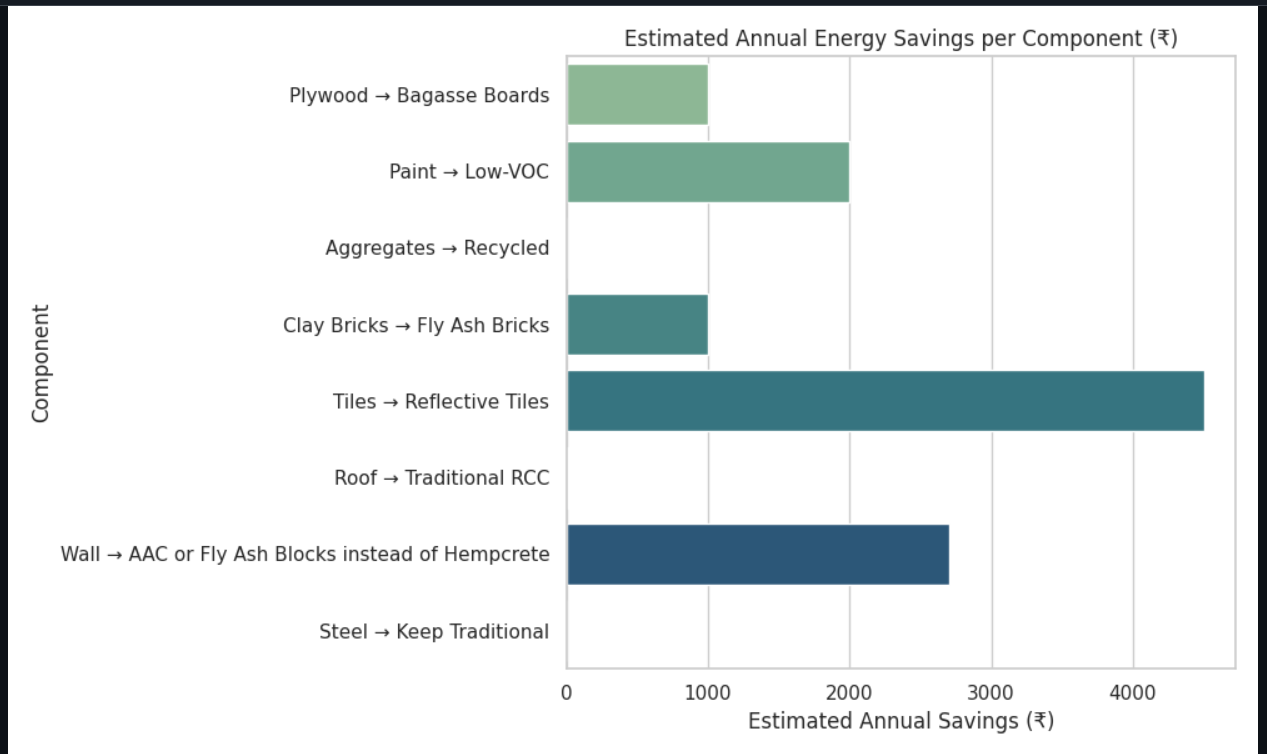 Estimated Annual Energy Savings per Component (₹)
Plywood → Bagasse Boards
Paint → Low-VOC
Aggregates → Recycled
Clay Bricks → Fly Ash Bricks
Tiles → Reflective Tiles
Roof → Traditional RCC
Wall → AAC or Fly Ash Blocks instead of Hempcrete
Steel → Keep Traditional
Component
0 1000 2000 3000 4000
Estimated Annual Savings (₹)